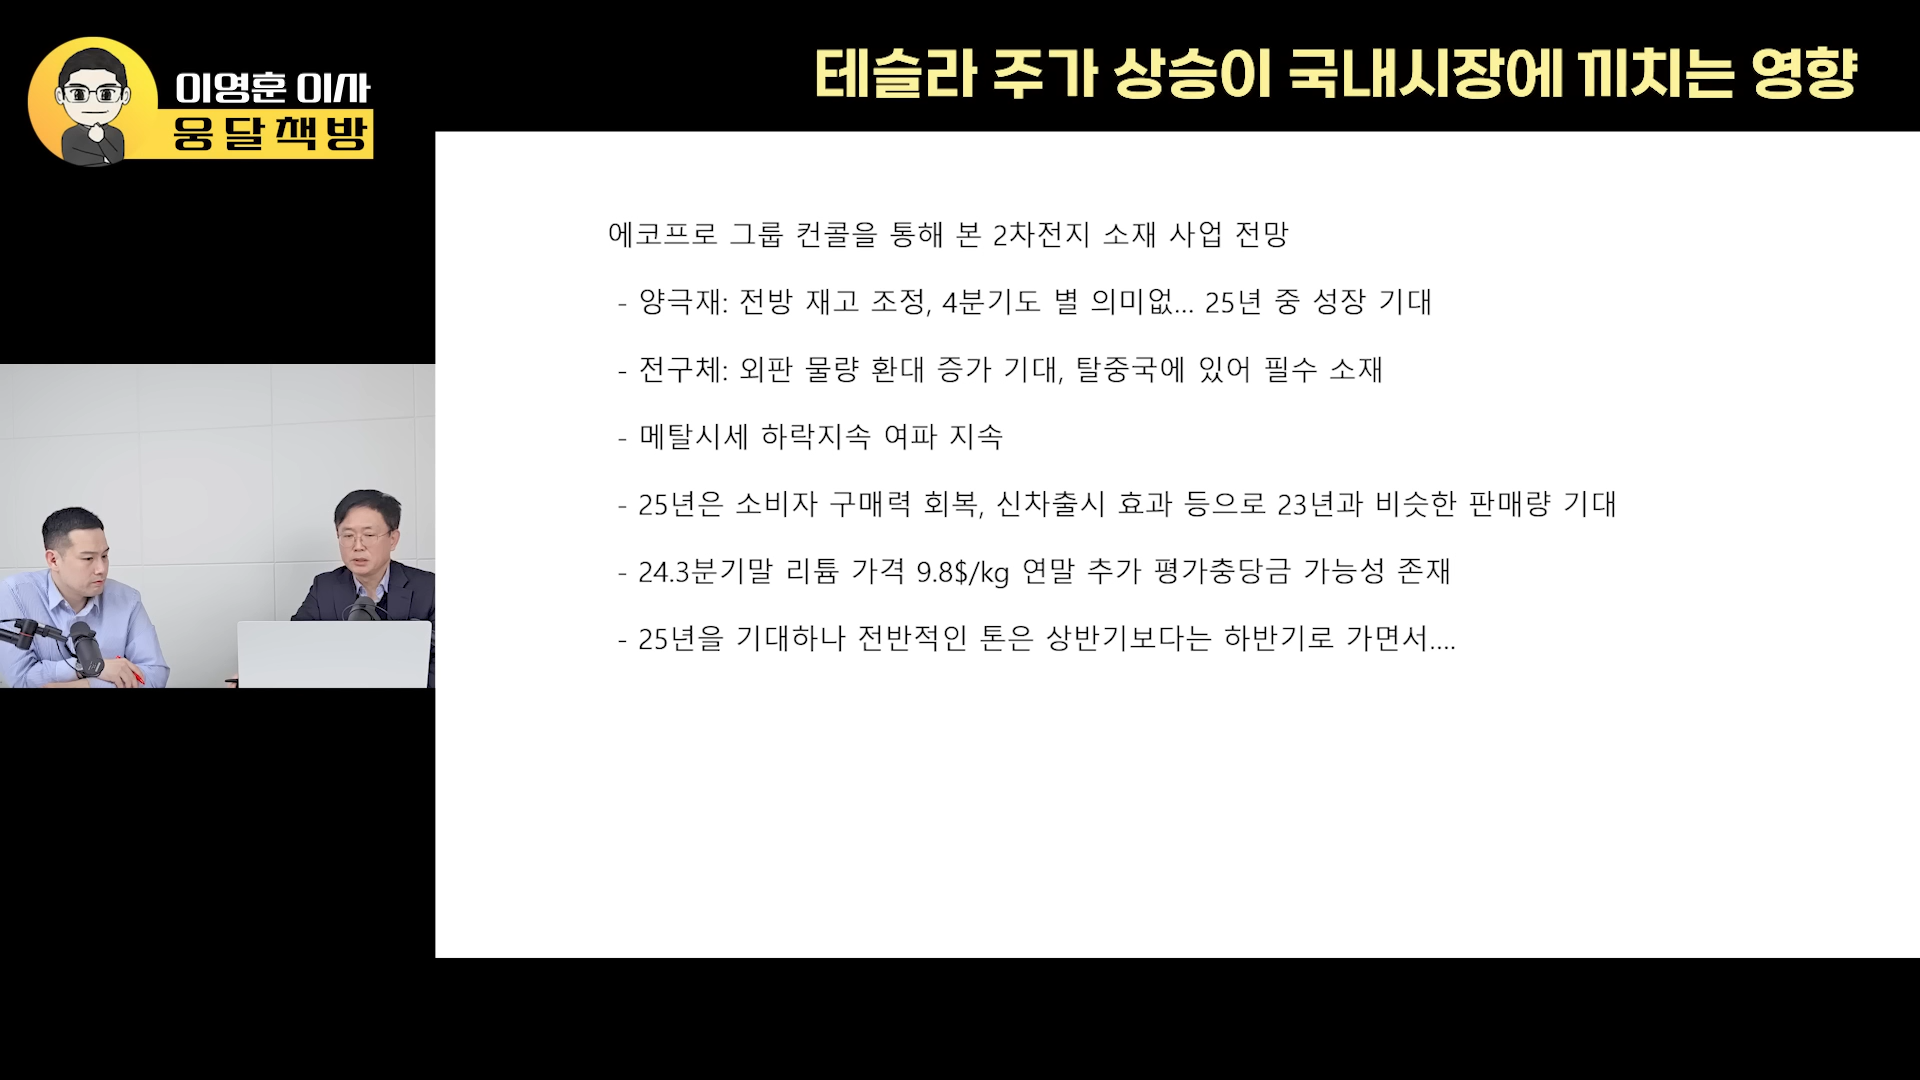 이영훈 이사
웅달책방
테슬라 주가 상승이 국내시장에 끼치는 영향
에코프로 그룹 컨콜을 통해 본 2차전지 소재 사업 전망
- 양극재: 전방 재고 조정, 4분기도 별 의미없... 25년 중 성장 기대
- 전구체: 외판 물량 환대 증가 기대, 탈중국에 있어 필수 소재
- 메탈시세 하락지속 여파 지속
- 25년은 소비자 구매력 회복, 신차출시 효과 등으로 23년과 비슷한 판매량 기대
- 24.3분기말 리튬 가격 9.8$/kg 연말 추가 평가충당금 가능성 존재
- 25년을 기대하나 전반적인 톤은 상반기보다는 하반기로 가면서....